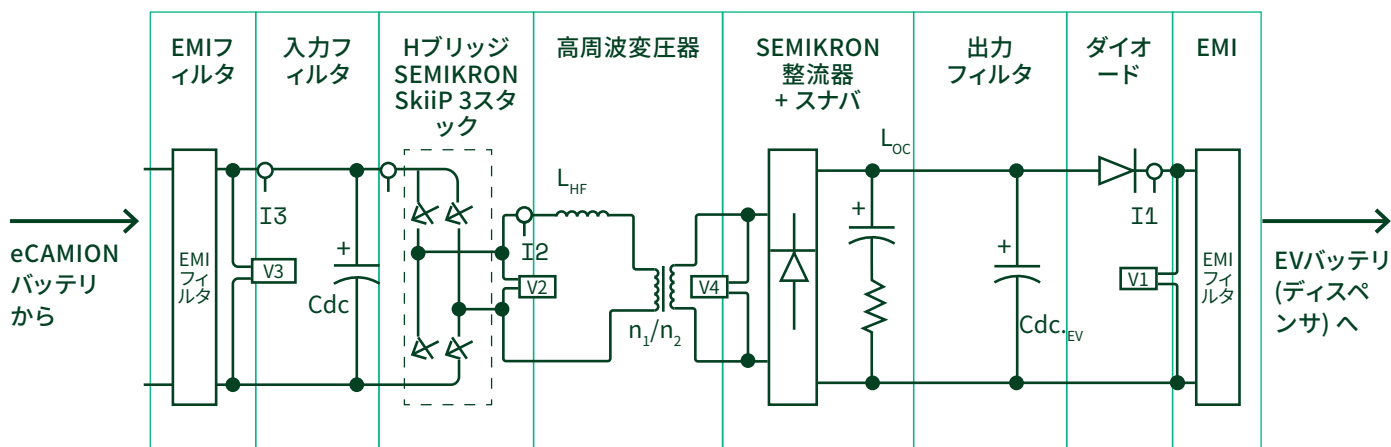 EMIフ
ィルタ
入力フ
ィルタ
Hブリッジ
SEMIKRON
SkiiP 3スタ
ック
高周波変圧器
SEMIKRON
整流器
+ スナバ
出力
フィルタ
ダイオ
ード
EMI
eCAMION
バッテリ
から
EMI
フィ
ルタ
I3
V3
+
Cdc
I2
V2
LHF
n1/n2
V4
+
LOC
+
Cdc.EV
I1
V1
EMI
フィ
ルタ
EVバッテリ
(ディスペ
ンサ) へ